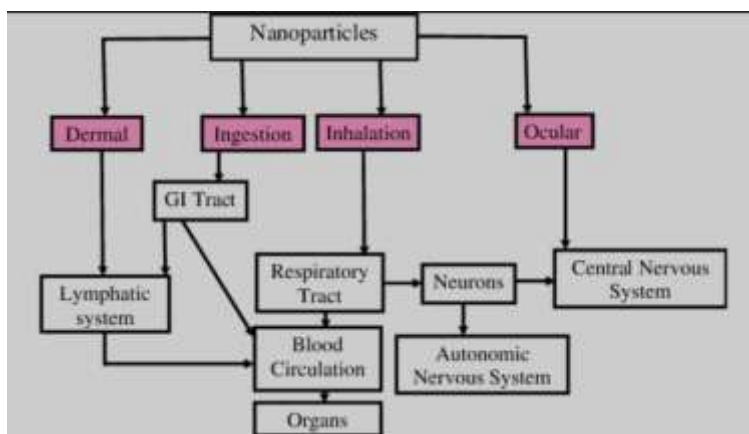 Nanoparticles
Dermal
Ingestion
Inhalation
Ocular
GI Tract
Respiratory
Tract
Neurons
Central Nervous
System
Lymphatic
system
Blood
Circulation
Autonomic
Nervous System
Organs